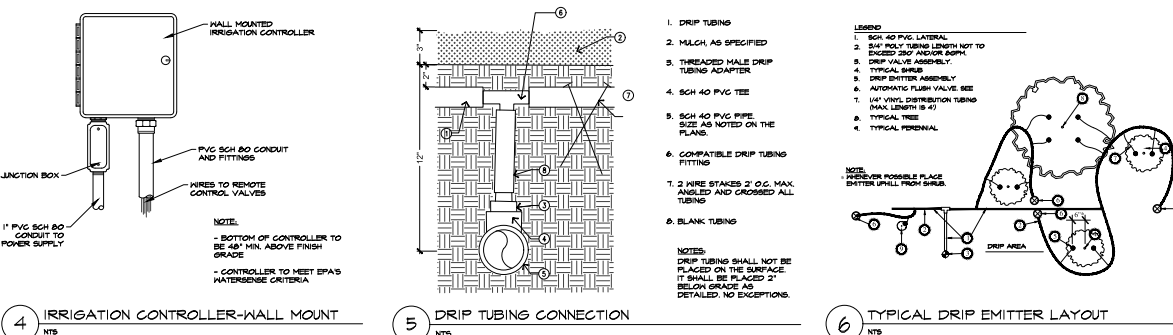 WALL MOUNTED
IRRIGATION CONTROLLER
PVC SCH 80 CONDUIT
AND FITTINGS
JUNCTION BOX
WIRES TO REMOTE
CONTROL VALVES
1" PVC SCH 80
CONDUIT TO
POWER SUPPLY
NOTE:
- BOTTOM OF CONTROLLER TO
BE 48" MIN. ABOVE FINISH
GRADE
- CONTROLLER TO MEET EPA'S
WATERSENSE CRITERIA
4 IRRIGATION CONTROLLER-WALL MOUNT
NTS
3"
2"
12"
6
2
7
1
8
3
4
5
1. DRIP TUBING
2. MULCH, AS SPECIFIED
3. THREADED MALE DRIP
TUBING ADAPTER
4. SCH 40 PVC TEE
5. SCH 40 PVC PIPE.
SIZE AS NOTED ON THE
PLANS.
6. COMPATIBLE DRIP TUBING
FITTING
7. 2 WIRE STAKES 2' O.C. MAX.
ANGLED AND CROSSED ALL
TUBING
8. BLANK TUBING
NOTES:
DRIP TUBING SHALL NOT BE
PLACED ON THE SURFACE.
IT SHALL BE PLACED 2"
BELOW GRADE AS
DETAILED. NO EXCEPTIONS.
5 DRIP TUBING CONNECTION
NTS
LEGEND
1. SCH. 40 PVC. LATERAL
2. 3/4" POLY TUBING LENGTH NOT TO
EXCEED 250' AND/OR 8GPM.
3. DRIP VALVE ASSEMBLY.
4. TYPICAL SHRUB
5. DRIP EMITTER ASSEMBLY
6. AUTOMATIC FLUSH VALVE. SEE
7. 1/4" VINYL DISTRIBUTION TUBING
(MAX. LENGTH IS 4')
8. TYPICAL TREE
9. TYPICAL PERENNIAL
NOTE:
WHENEVER POSSIBLE PLACE
EMITTER UPHILL FROM SHRUB.
DRIP AREA
6 TYPICAL DRIP EMITTER LAYOUT
NTS